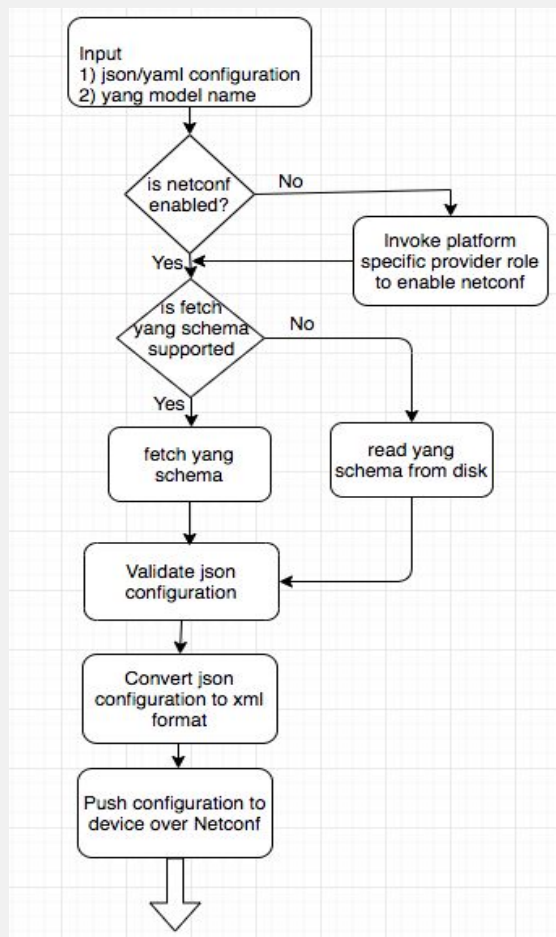 Input
1) json/yaml configuration
2) yang model name
is netconf
enabled?
No
Invoke platform
specific provider role
to enable netconf
Yes
is fetch
yang schema
supported
No
Yes
fetch yang
schema
read yang
schema from disk
Validate json
configuration
Convert json
configuration to xml
format
Push configuration to
device over Netconf